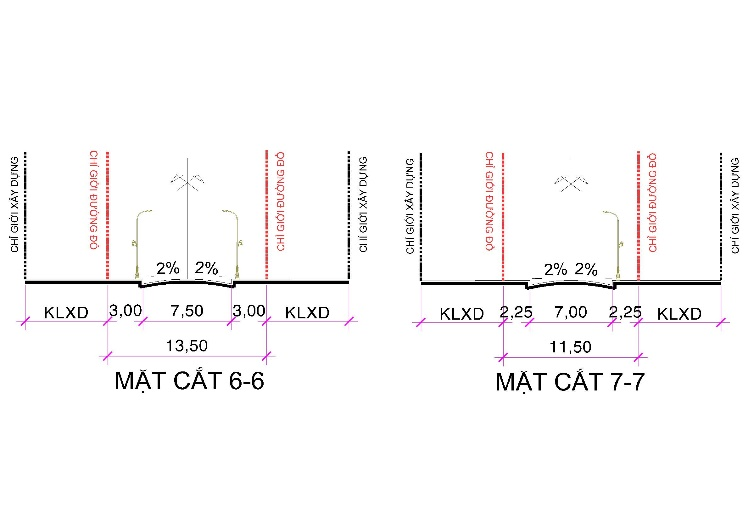 CHỈ GIỚI XÂY DỰNG
CHỈ GIỚI ĐƯỜNG ĐỎ
CHỈ GIỚI ĐƯỜNG ĐỎ
CHỈ GIỚI XÂY DỰNG
2% 2%
KLXD 3,00 7,50 3,00 KLXD
13,50
MẶT CẮT 6-6
CHỈ GIỚI XÂY DỰNG
CHỈ GIỚI ĐƯỜNG ĐỎ
CHỈ GIỚI ĐƯỜNG ĐỘ
CHỈ GIỚI XÂY DỰNG
2% 2%
KLXD 2,25 7,00 2,25 KLXD
11,50
MẶT CẮT 7-7